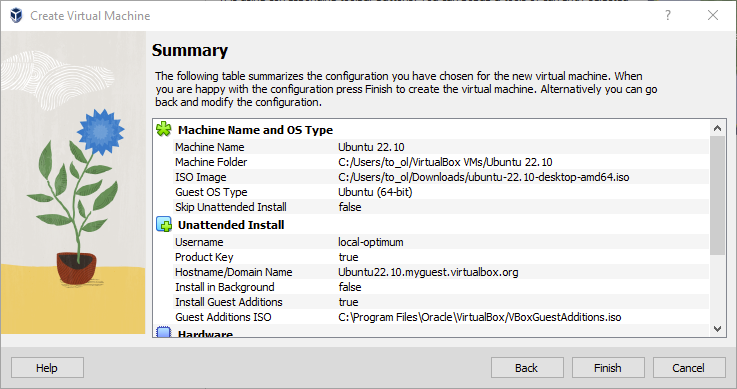 Create Virtual Machine
Summary
The following table summarizes the configuration you have chosen for the new virtual machine. When
you are happy with the configuration press Finish to create the virtual machine. Alternatively you can go
back and modify the configuration.
Machine Name and OS Type
Machine Name Ubuntu 22.10
Machine Folder C:/Users/to_ol/VirtualBox VMs/Ubuntu 22.10
ISO Image C:/Users/to_ol/Downloads/ubuntu-22.10-desktop-amd64.iso
Guest OS Type Ubuntu (64-bit)
Skip Unattended Install false
Unattended Install
Username local-optimum
Product Key true
Hostname/Domain Name Ubuntu22.10.myguest.virtualbox.org
Install in Background false
Install Guest Additions true
Guest Additions ISO C:\Program Files\Oracle\VirtualBox/VBoxGuestAdditions.iso
Hardware
Help Back Finish Cancel